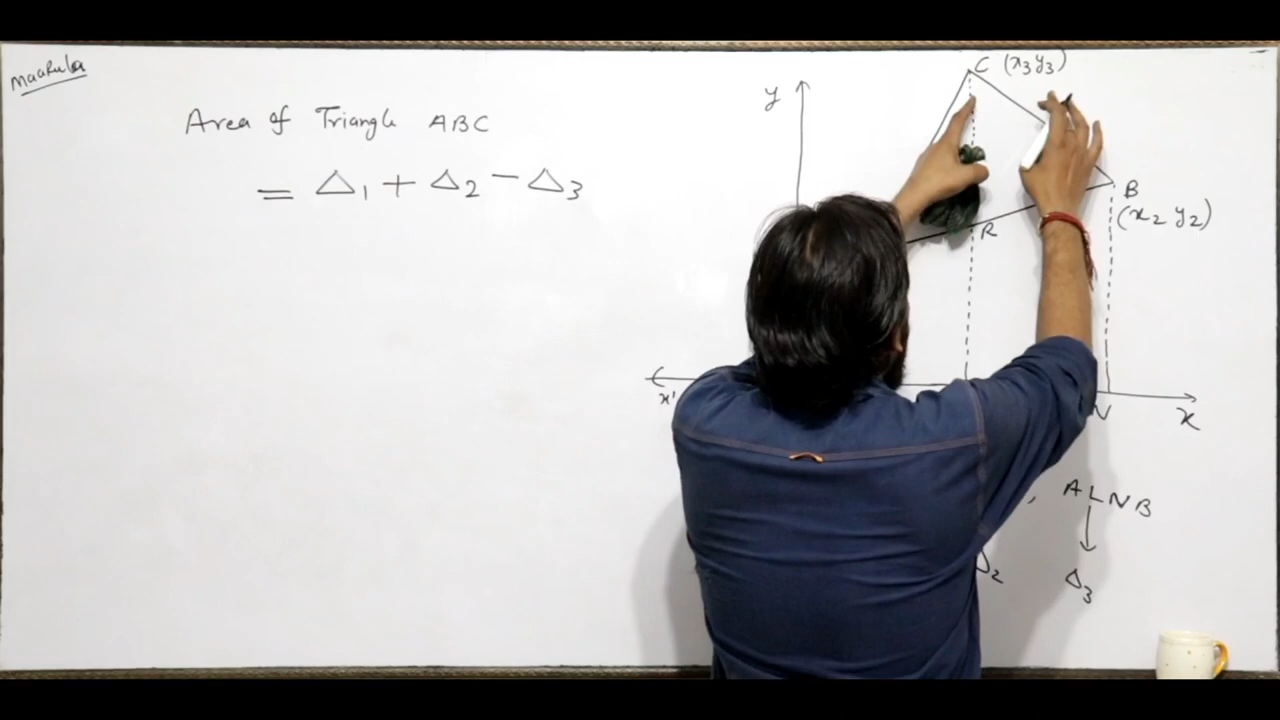 Maarula
Area of Triangle ABC
= △₁ + △₂ − △₃
y
C (x₃ y₃)
B
(x₂ y₂)
R
x'
N
x
ALNB
↓
△₂
△₃